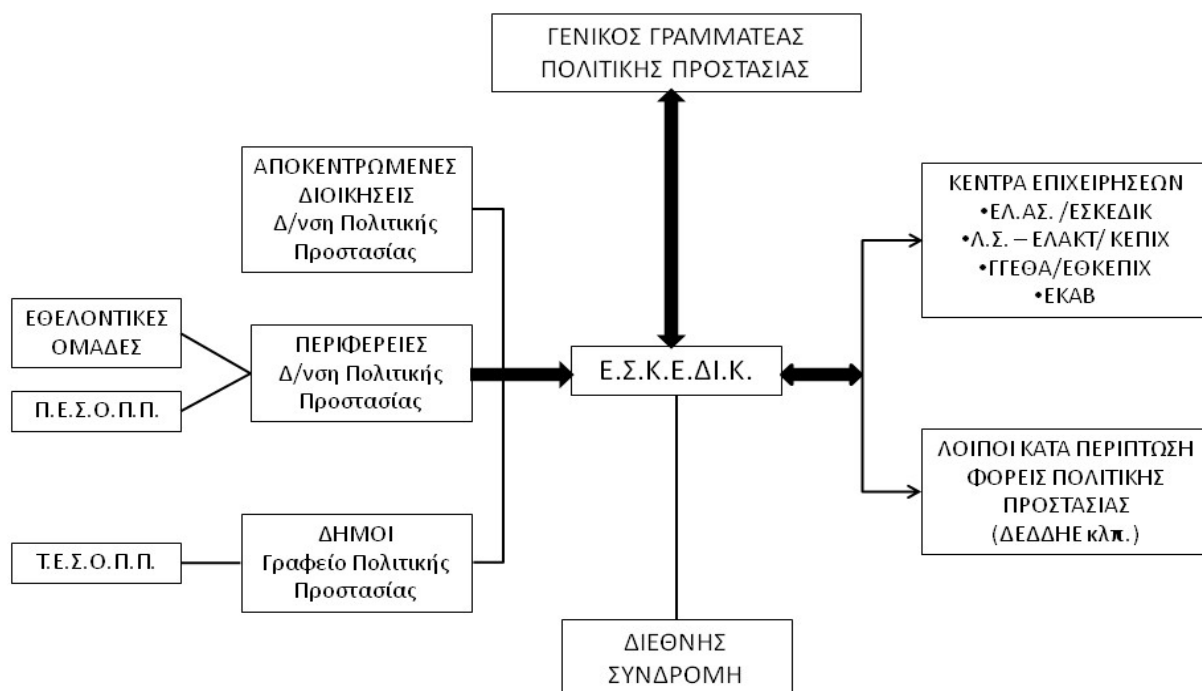 ΓΕΝΙΚΟΣ ΓΡΑΜΜΑΤΕΑΣ
ΠΟΛΙΤΙΚΗΣ ΠΡΟΣΤΑΣΙΑΣ
ΑΠΟΚΕΝΤΡΩΜΕΝΕΣ
ΔΙΟΙΚΗΣΕΙΣ
Δ/νση Πολιτικής
Προστασίας
ΚΕΝΤΡΑ ΕΠΙΧΕΙΡΗΣΕΩΝ
•ΕΛ.ΑΣ. /ΕΣΚΕΔΙΚ
•Λ.Σ. – ΕΛΑΚΤ/ ΚΕΠΙΧ
•ΓΓΕΘΑ/ΕΘΚΕΠΙΧ
•ΕΚΑΒ
ΕΘΕΛΟΝΤΙΚΕΣ
ΟΜΑΔΕΣ
Π.Ε.Σ.Ο.Π.Π.
ΠΕΡΙΦΕΡΕΙΕΣ
Δ/νση Πολιτικής
Προστασίας
Ε.Σ.Κ.Ε.ΔΙ.Κ.
ΛΟΙΠΟΙ ΚΑΤΑ ΠΕΡΙΠΤΩΣΗ
ΦΟΡΕΙΣ ΠΟΛΙΤΙΚΗΣ
ΠΡΟΣΤΑΣΙΑΣ
(ΔΕΔΔΗΕ κλπ.)
Τ.Ε.Σ.Ο.Π.Π.
ΔΗΜΟΙ
Γραφείο Πολιτικής
Προστασίας
ΔΙΕΘΝΗΣ
ΣΥΝΔΡΟΜΗ